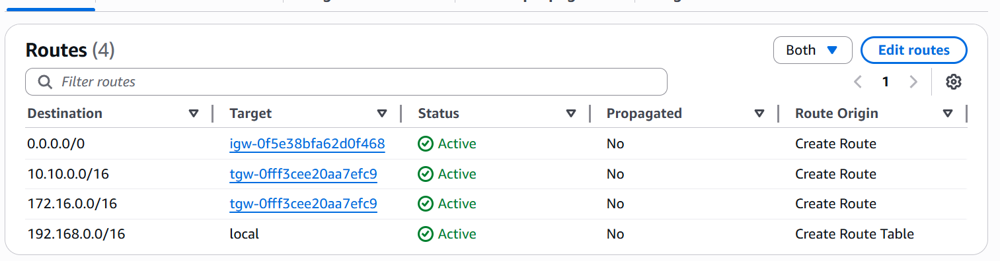 Routes (4)
Both
Edit routes
Filter routes
1
Destination Target Status Propagated Route Origin
0.0.0.0/0 igw-0f5e38bfa62d0f468 Active No Create Route
10.10.0.0/16 tgw-0fff3cee20aa7efc9 Active No Create Route
172.16.0.0/16 tgw-0fff3cee20aa7efc9 Active No Create Route
192.168.0.0/16 local Active No Create Route Table